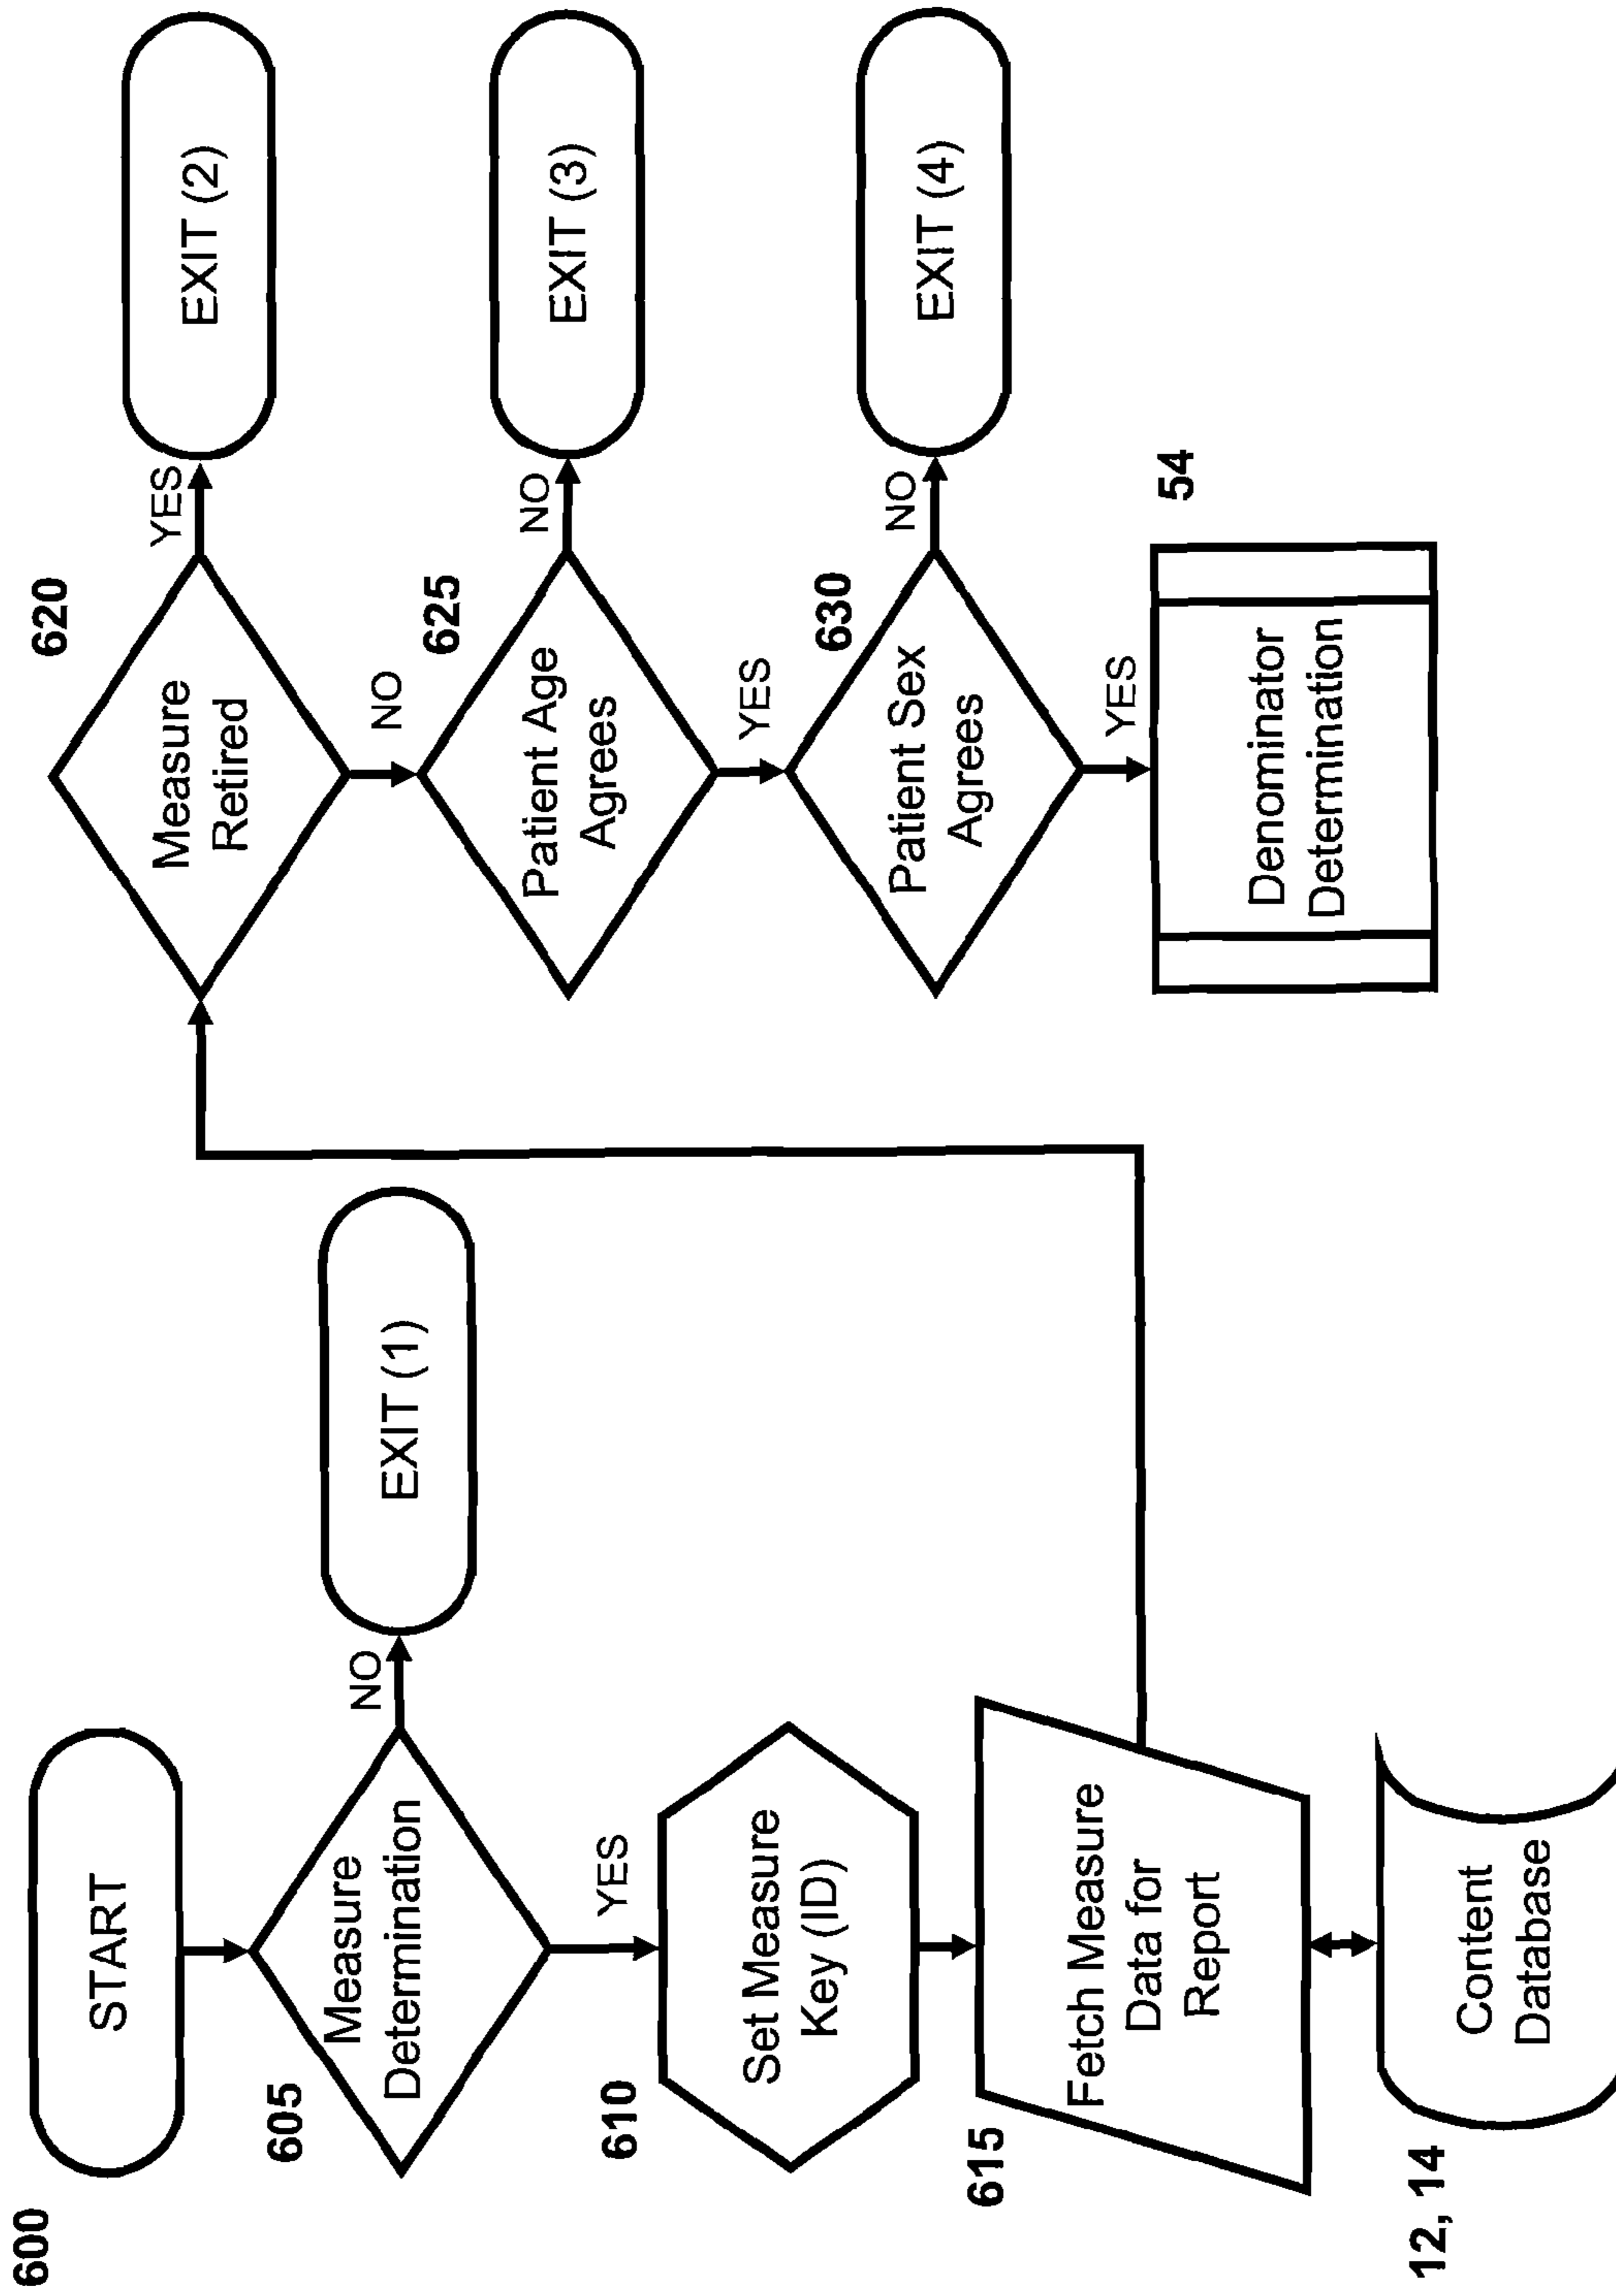 600
START
605
Measure
Determination
NO
EXIT (1)
YES
610
Set Measure
Key (ID)
615
Fetch Measure
Data for
Report
12, 14
Content
Database
620
Measure
Retired
YES
EXIT (2)
NO
625
Patient Age
Agrees
NO
EXIT (3)
YES
630
Patient Sex
Agrees
NO
EXIT (4)
YES
54
Denominator
Determination